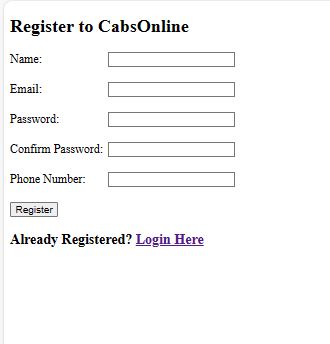 Register to CabsOnline
Name:
Email:
Password:
Confirm Password:
Phone Number:
Register
Already Registered? Login Here